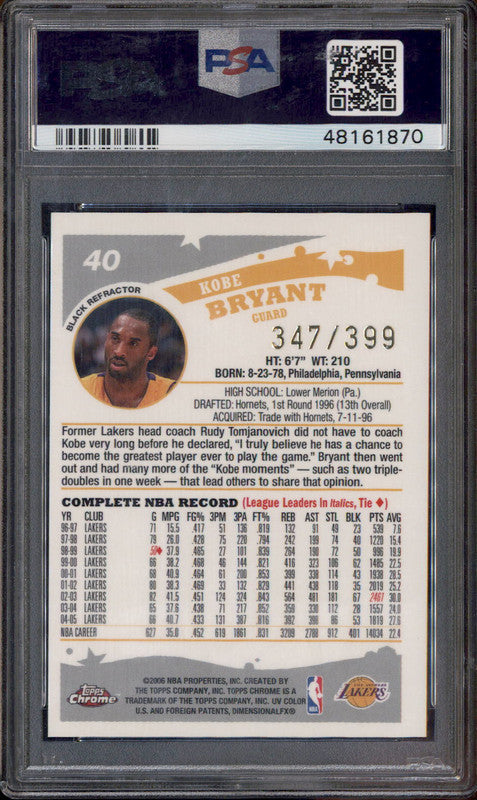 PSA
48161870
40
BLACK REFRACTOR
KOBE
BRYANT
GUARD
347/399
HT: 6'7" WT: 210
BORN: 8-23-78, Philadelphia, Pennsylvania
HIGH SCHOOL: Lower Merion (Pa.)
DRAFTED: Hornets, 1st Round 1996 (13th Overall)
ACQUIRED: Trade with Hornets, 7-11-96
Former Lakers head coach Rudy Tomjanovich did not have to coach
Kobe very long before he declared, “I truly believe he has a chance to
become the greatest player ever to play the game.” Bryant then went
out and had many more of the “Kobe moments” — such as two triple-
doubles in one week — that lead others to share that opinion.
COMPLETE NBA RECORD (League Leaders In Italics, Tie ♦)
YR CLUB G MPG FG% 3PM 3PA FT% REB AST STL BLK PTS AVG
96-97 LAKERS 71 15.5 .417 51 136 .819 132 91 49 23 539 7.6
97-98 LAKERS 79 26.0 .428 75 220 .794 242 199 74 40 1220 15.4
98-99 LAKERS 50♦ 37.9 .465 27 101 .839 264 190 72 50 996 19.9
99-00 LAKERS 66 38.2 .468 46 144 .821 416 323 106 62 1485 22.5
00-01 LAKERS 68 40.9 .464 61 200 .853 399 338 114 43 1938 28.5
01-02 LAKERS 80 38.3 .469 33 132 .829 441 438 118 35 2019 25.2
02-03 LAKERS 82 41.5 .451 124 324 .843 564 481 181 67 2461 30.0
03-04 LAKERS 65 37.6 .438 71 217 .852 359 330 112 28 1557 24.0
04-05 LAKERS 66 .433 131 387 .816 392 398 86 53 1819 27.6
NBA CAREER 627 35.0 .452 619 1861 .831 3209 2788 912 401 14034 22.4
Topps
Chrome
©2006 NBA PROPERTIES, INC. CREATED BY
THE TOPPS COMPANY, INC. TOPPS CHROME IS A
TRADEMARK OF THE TOPPS COMPANY, INC. UV COLOR
U.S. AND FOREIGN PATENTS, DIMENSIONALFX®
NBA
LOS ANGELES
LAKERS